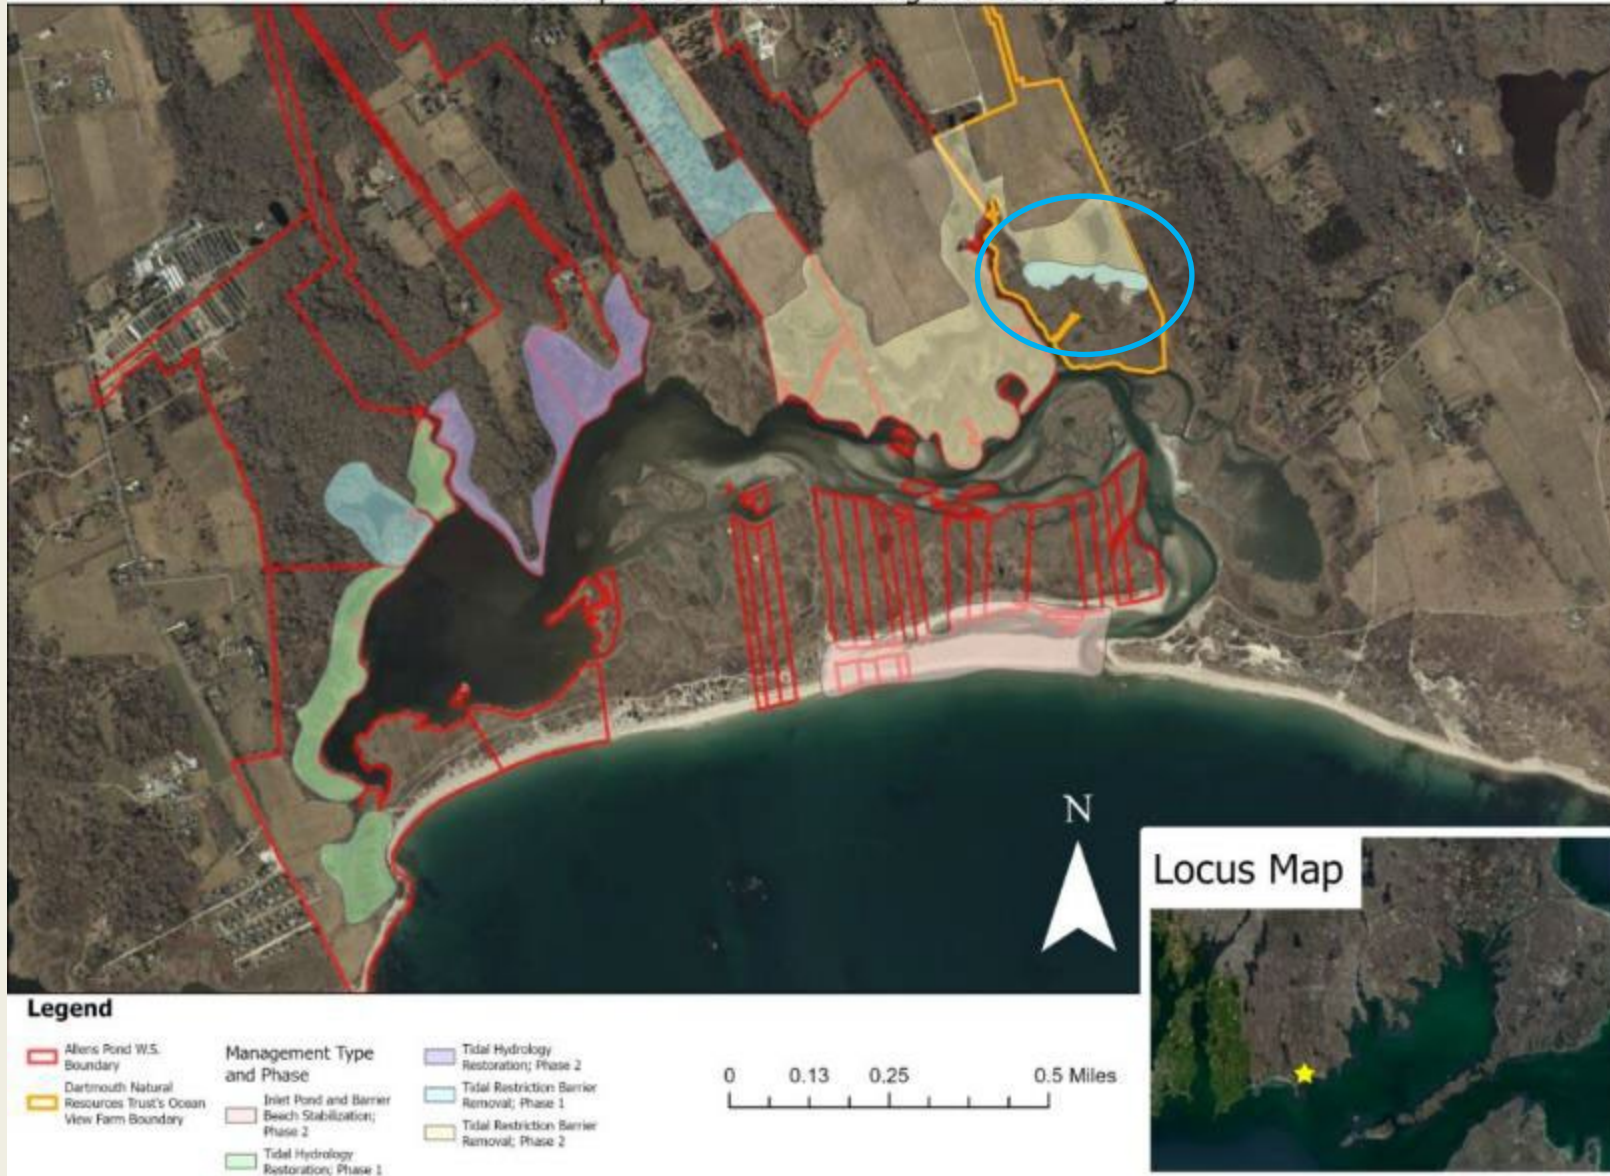 N
Locus Map
Legend
Allens Pond W.S.
Boundary
Dartmouth Natural
Resources Trust's Ocean
View Farm Boundary
Management Type
and Phase
Inlet Pond and Barrier
Beach Stabilization;
Phase 2
Tidal Hydrology
Restoration; Phase 1
Tidal Hydrology
Restoration; Phase 2
Tidal Restriction Barrier
Removal; Phase 1
Tidal Restriction Barrier
Removal; Phase 2
0 0.13 0.25 0.5 Miles